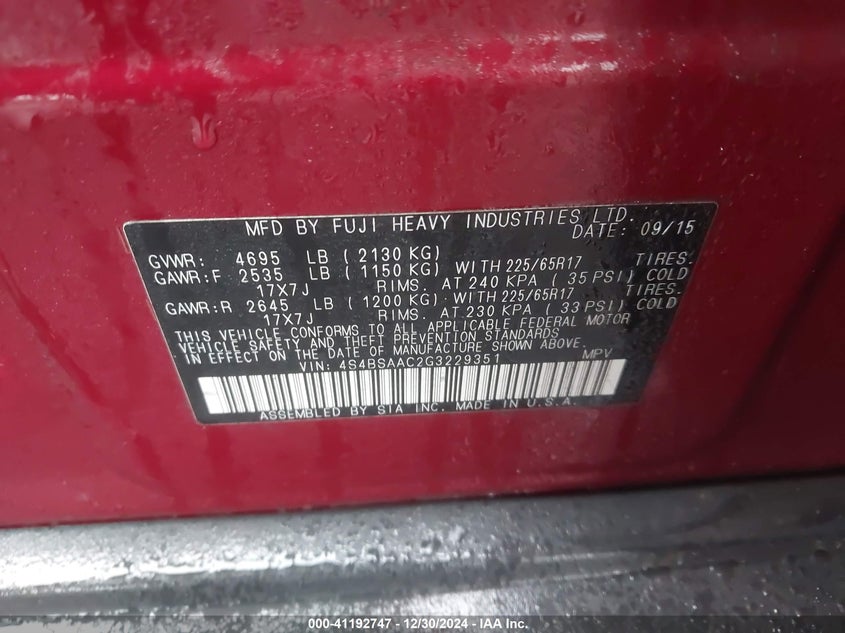 MFD BY FUJI HEAVY INDUSTRIES LTD.
DATE: 09/15
GVWR: 4695 LB ( 2130 KG)
GAWR:F 2535 LB ( 1150 KG) WITH 225/65R17 TIRES.
17X7J RIMS. AT 240 KPA ( 35 PSI) COLD
GAWR:R 2645 LB ( 1200 KG)· WITH 225/65R17 TIRES.
17X7J RIMS. AT 230 KPA ( 33 PSI) COLD
THIS VEHICLE CONFORMS TO ALL APPLICABLE FEDERAL MOTOR
VEHICLE SAFETY AND THEFT PREVENTION STANDARDS
IN EFFECT ON THE DATE OF MANUFACTURE SHOWN ABOVE.
VIN: 4S4BSAAC2G3229351 MPV
ASSEMBLED BY SIA INC. MADE IN U.S.A.
000-41192747 - 12/30/2024 - IAA Inc.